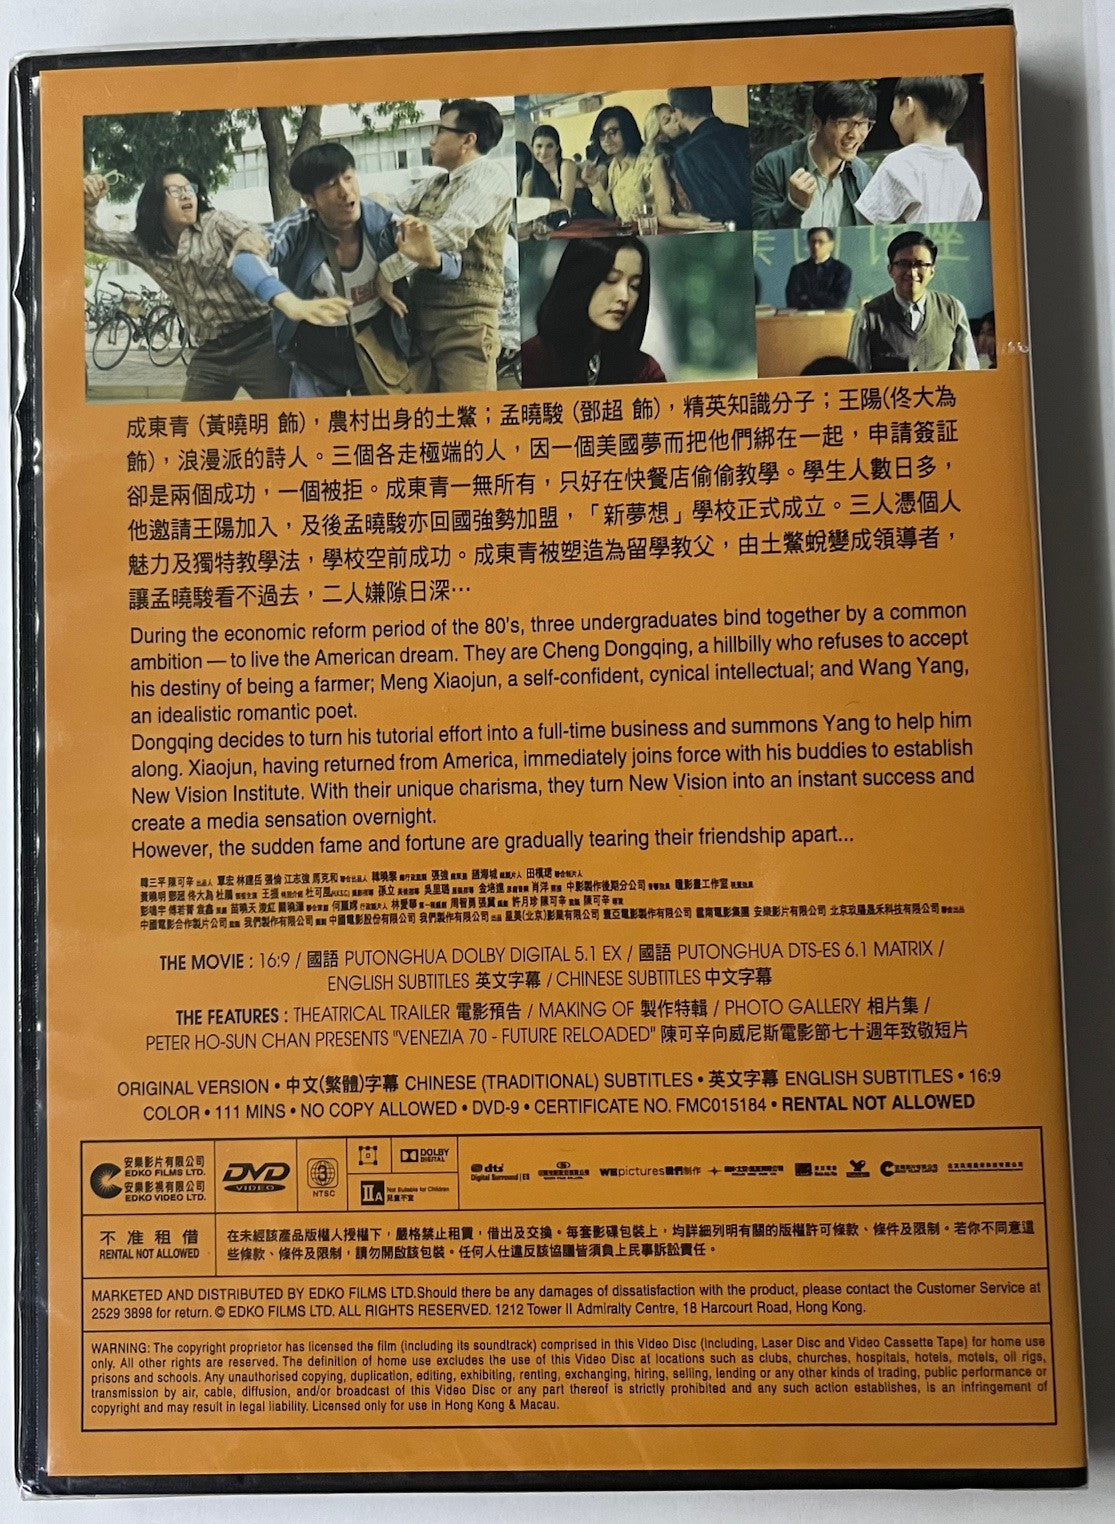 成東青 (黃曉明 飾)，農村出身的土鱉；孟曉駿 (鄧超 飾)，精英知識分子；王陽(佟大為
飾)，浪漫派的詩人。三個各走極端的人，因一個美國夢而把他們綁在一起，申請簽証
卻是兩個成功，一個被拒。成東青一無所有，只好在快餐店偷偷教學。學生人數日多，
他邀請王陽加入，及後孟曉駿亦回國強勢加盟，「新夢想」學校正式成立。三人憑個人
魅力及獨特教學法，學校空前成功。成東青被塑造為留學教父，由土鱉蛻變成領導者，
讓孟曉駿看不過去，二人嫌隙日深…
During the economic reform period of the 80's, three undergraduates bind together by a common
ambition — to live the American dream. They are Cheng Dongqing, a hillbilly who refuses to accept
his destiny of being a farmer; Meng Xiaojun, a self-confident, cynical intellectual; and Wang Yang,
an idealistic romantic poet.
Dongqing decides to turn his tutorial effort into a full-time business and summons Yang to help him
along. Xiaojun, having returned from America, immediately joins force with his buddies to establish
New Vision Institute. With their unique charisma, they turn New Vision into an instant success and
create a media sensation overnight.
However, the sudden fame and fortune are gradually tearing their friendship apart...
THE MOVIE : 16:9 / 國語 PUTONGHUA DOLBY DIGITAL 5.1 EX / 國語 PUTONGHUA DTS-ES 6.1 MATRIX /
ENGLISH SUBTITLES 英文字幕 / CHINESE SUBTITLES 中文字幕
THE FEATURES : THEATRICAL TRAILER 電影預告 / MAKING OF 製作特輯 / PHOTO GALLERY 相片集 /
PETER HO-SUN CHAN PRESENTS "VENEZIA 70 - FUTURE RELOADED" 陳可辛向威尼斯電影節七十週年致敬短片
ORIGINAL VERSION • 中文(繁體)字幕 CHINESE (TRADITIONAL) SUBTITLES • 英文字幕 ENGLISH SUBTITLES • 16:9
COLOR • 111 MINS • NO COPY ALLOWED • DVD-9 • CERTIFICATE NO. FMC015184 • RENTAL NOT ALLOWED
安樂影片有限公司
EDKO FILMS LTD.
安樂影視有限公司
EDKO VIDEO LTD.
DVD
VIDEO
3
NTSC
DOLBY
DIGITAL
IIA
Not Suitable for Children
兒童不宜
dts
Digital Surround | ES
WE pictures 我們製作
不准租借
RENTAL NOT ALLOWED
在未經該產品版權人授權下，嚴格禁止租賃，借出及交換。每套影碟包裝上，均詳細列明有關的版權許可條款、條件及限制。若你不同意這
些條款、條件及限制，請勿開啟該包裝。任何人仕違反該協議皆須負上民事訴訟責任。
MARKETED AND DISTRIBUTED BY EDKO FILMS LTD.Should there be any damages of dissatisfaction with the product, please contact the Customer Service at
2529 3898 for return. © EDKO FILMS LTD. ALL RIGHTS RESERVED. 1212 Tower II Admiralty Centre, 18 Harcourt Road, Hong Kong.
WARNING: The copyright proprietor has licensed the film (including its soundtrack) comprised in this Video Disc (including, Laser Disc and Video Cassette Tape) for home use
only. All other rights are reserved. The definition of home use excludes the use of this Video Disc at locations such as clubs, churches, hospitals, hotels, motels, oil rigs,
prisons and schools. Any unauthorised copying, duplication, editing, exhibiting, renting, exchanging, hiring, selling, lending or any other kinds of trading, public performance or
transmission by air, cable, diffusion, and/or broadcast of this Video Disc or any part thereof is strictly prohibited and any such action establishes, is an infringement of
copyright and may result in legal liability. Licensed only for use in Hong Kong & Macau.